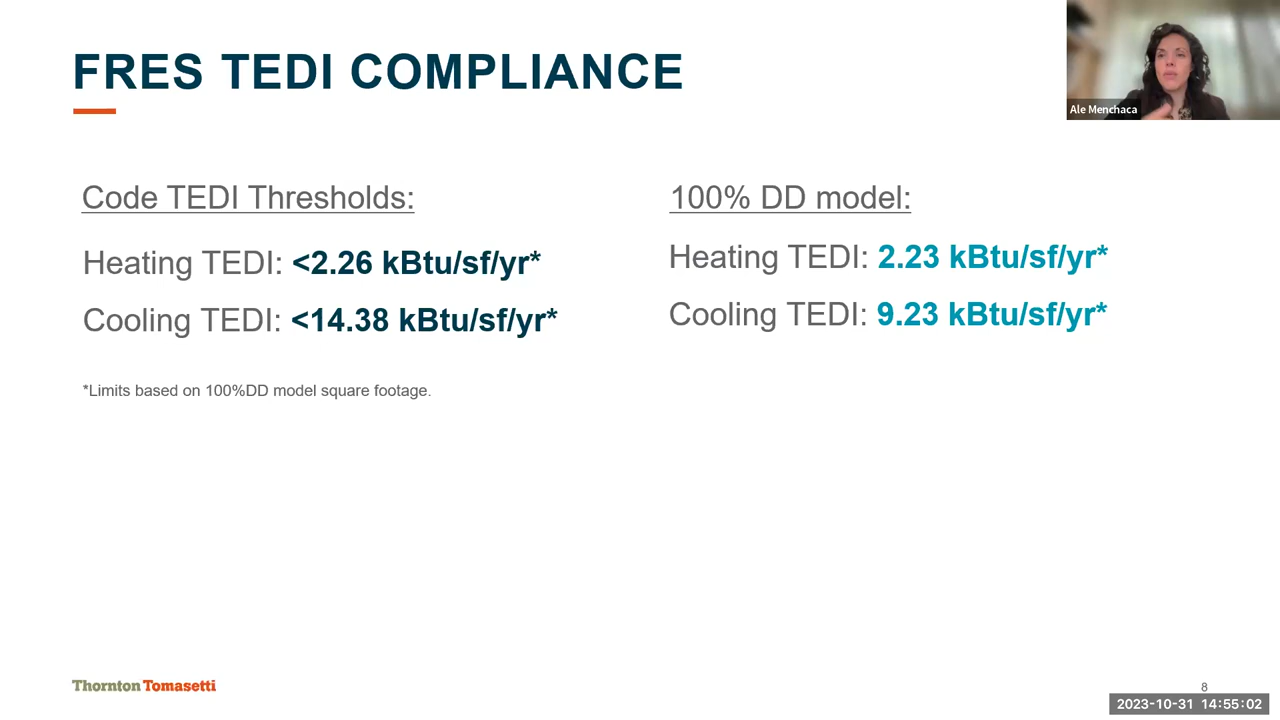 FRES TEDI COMPLIANCE
Ale Menchaca
Code TEDI Thresholds:
Heating TEDI: <2.26 kBtu/sf/yr*
Cooling TEDI: <14.38 kBtu/sf/yr*
*Limits based on 100%DD model square footage.
100% DD model:
Heating TEDI: 2.23 kBtu/sf/yr*
Cooling TEDI: 9.23 kBtu/sf/yr*
Thornton Tomasetti
8
2023-10-31 14:55:02